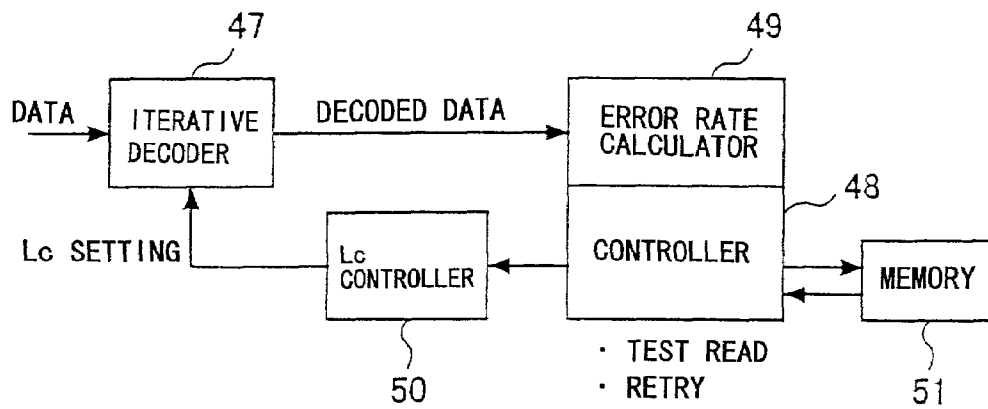 47
49
DATA
ITERATIVE
DECODER
DECODED DATA
ERROR RATE
CALCULATOR
48
Lc SETTING
Lc
CONTROLLER
CONTROLLER
MEMORY
50
· TEST READ
· RETRY
51